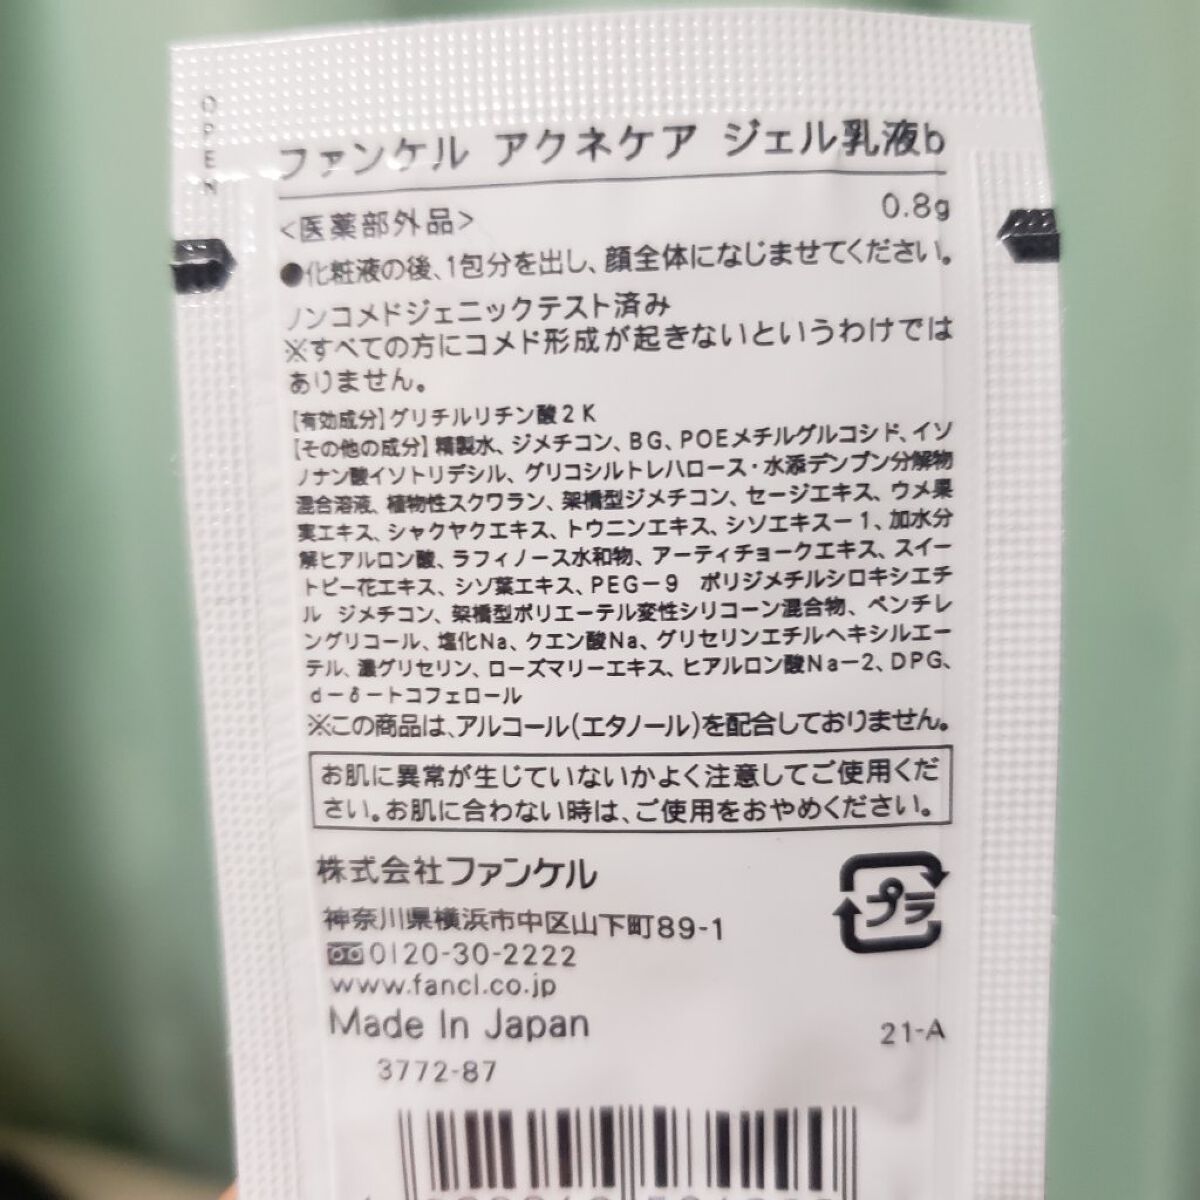 OPEN
ファンケル アクネケア ジェル乳液b
<医薬部外品>
0.8g
●化粧液の後、1包分を出し、顔全体になじませてください。
ノンコメドジェニックテスト済み
※すべての方にコメド形成が起きないというわけでは
ありません。
【有効成分】グリチルリチン酸2K
【その他の成分】精製水、ジメチコン、BG、POEメチルグルコシド、イソ
ノナン酸イソトリデシル、グリコシルトレハロース・水添デンプン分解物
混合溶液、植物性スクワラン、架橋型ジメチコン、セージエキス、ウメ果
実エキス、シャクヤクエキス、トウニンエキス、シソエキスー1、加水分
解ヒアルロン酸、ラフィノース水和物、アーティチョークエキス、スイー
トピー花エキス、シソ葉エキス、PEG－9 ポリジメチルシロキシエチ
ル ジメチコン、架橋型ポリエーテル変性シリコーン混合物、ペンチレ
ングリコール、塩化Na、クエン酸Na、グリセリンエチルヘキシルエー
テル、濃グリセリン、ローズマリーエキス、ヒアルロン酸Na－2、DPG、
d－δ－トコフェロール
※この商品は、アルコール(エタノール)を配合しておりません。
お肌に異常が生じていないかよく注意してご使用くだ
さい。お肌に合わない時は、ご使用をおやめください。
株式会社ファンケル
プラ
神奈川県横浜市中区山下町89-1
0120-30-2222
www.fancl.co.jp
Made In Japan
21-A
3772-87